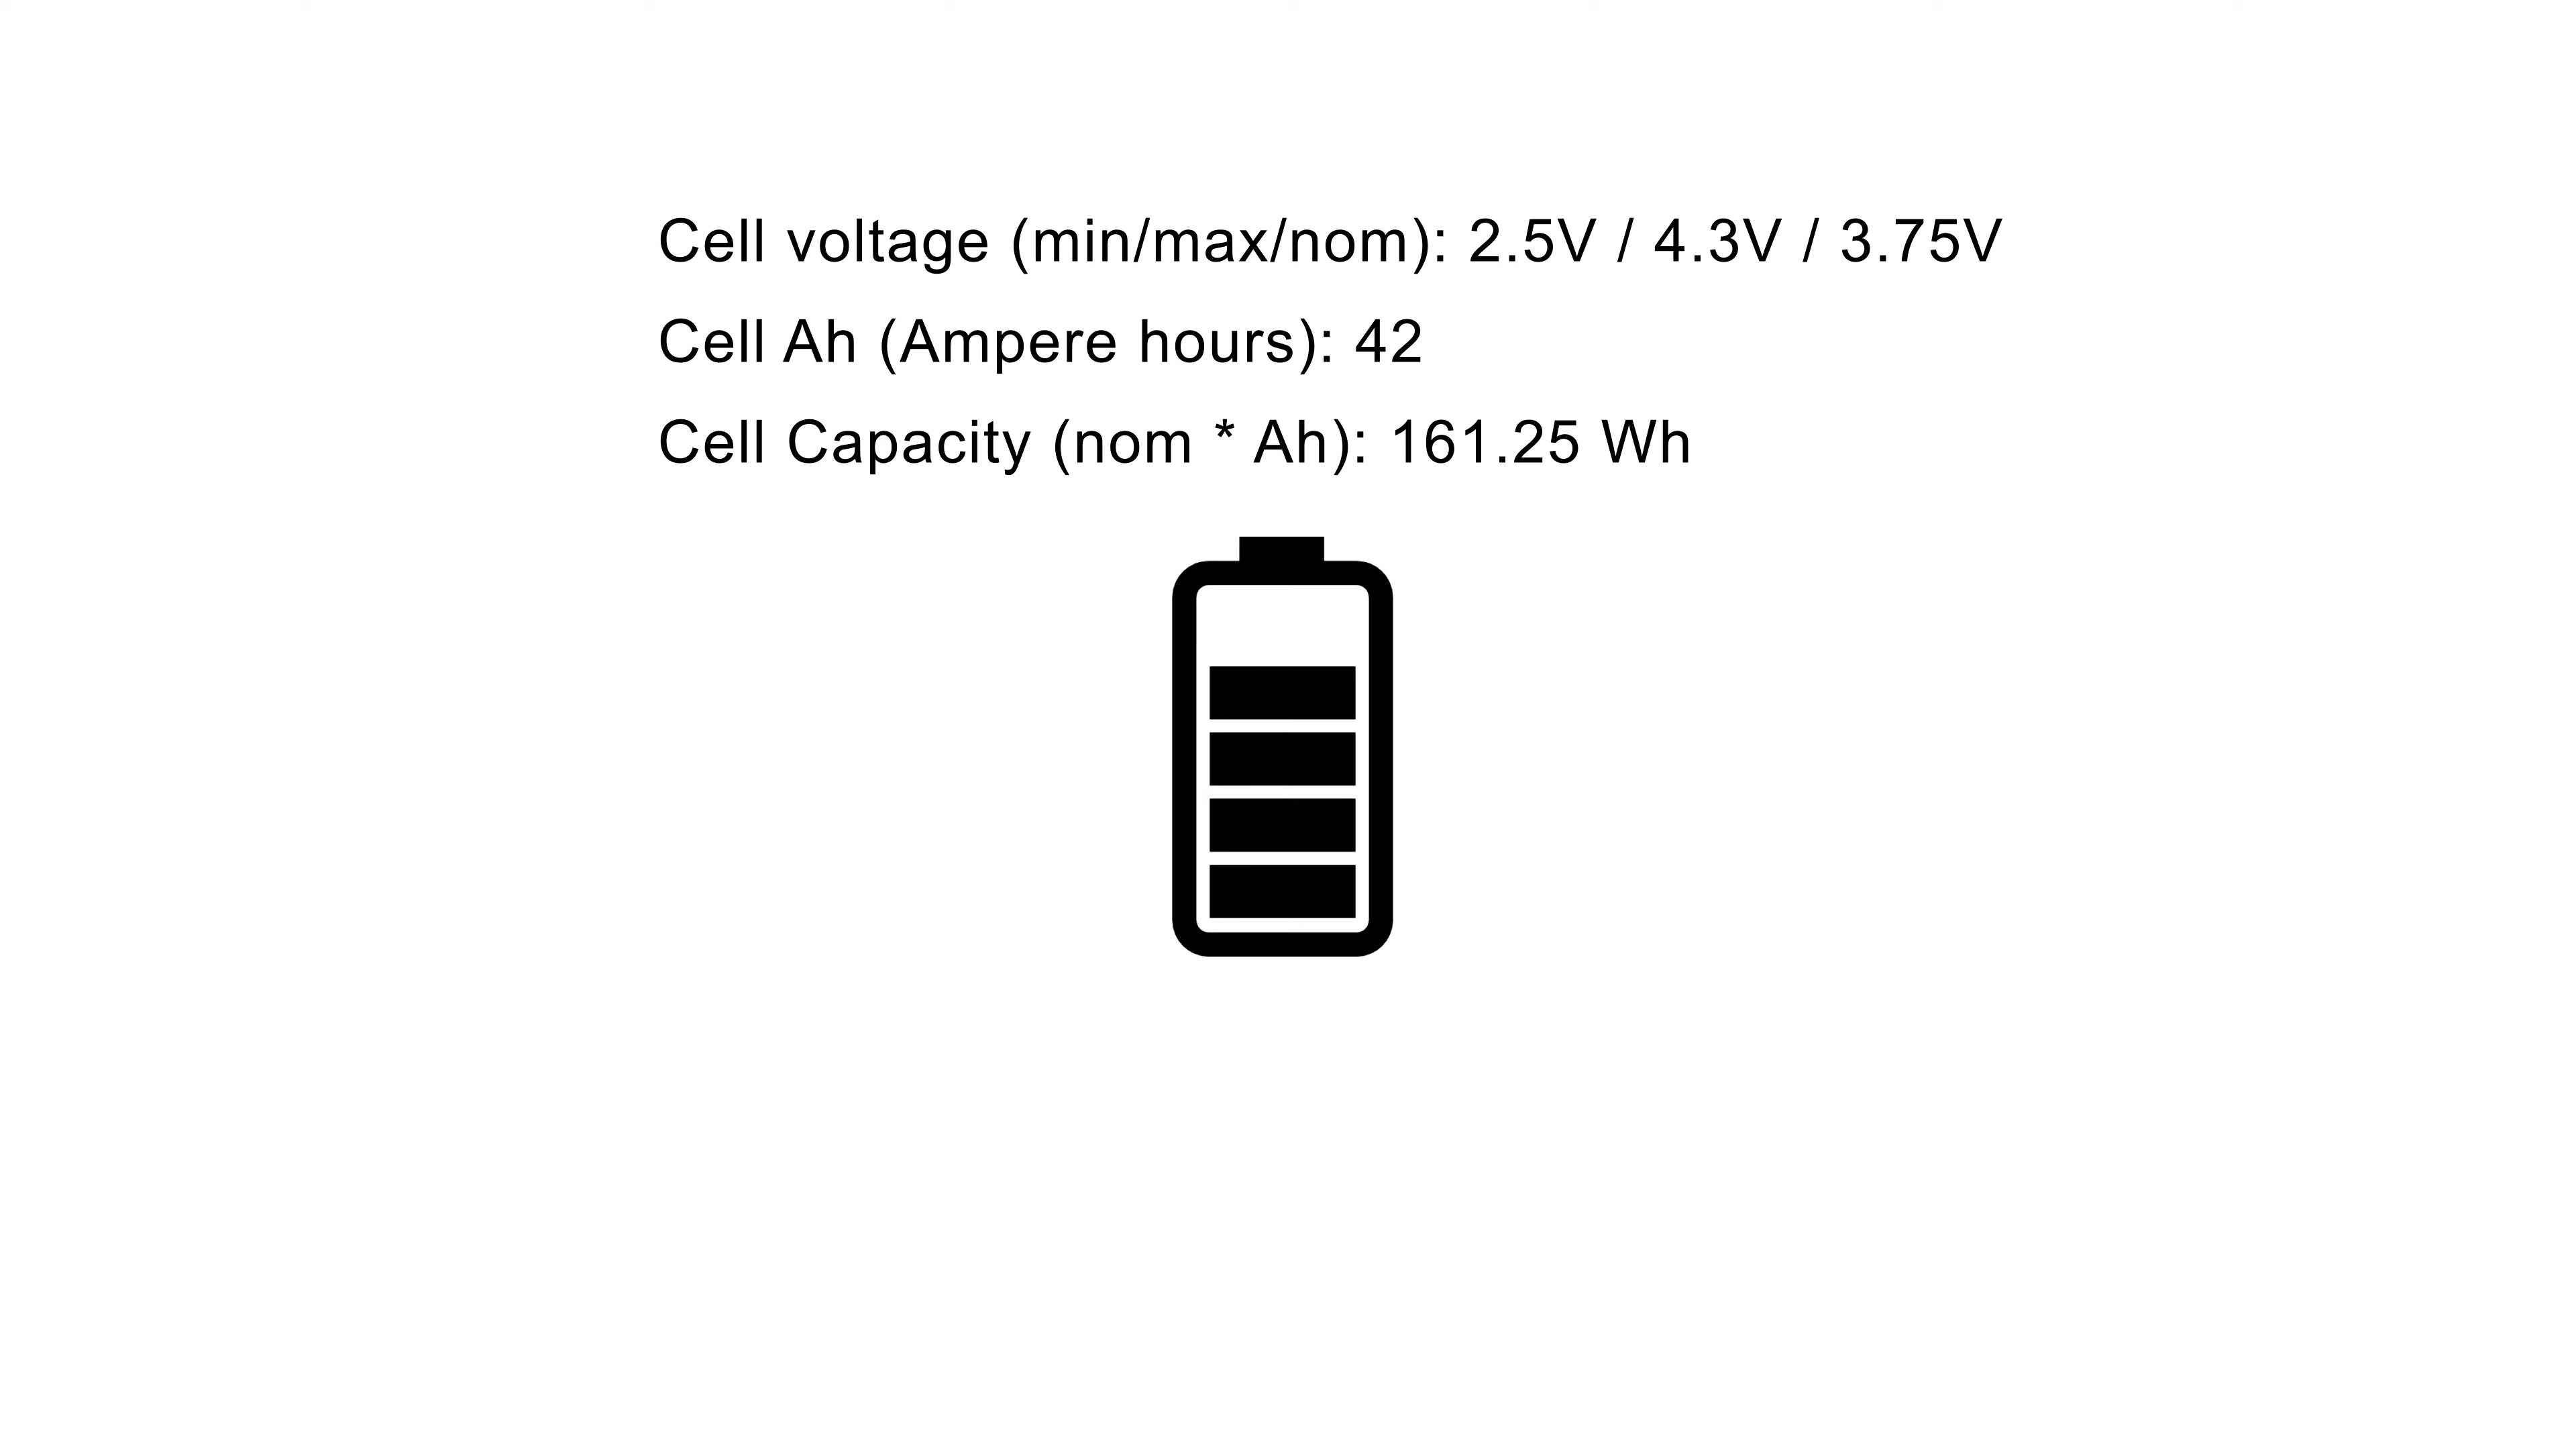 Cell voltage (min/max/nom): 2.5V / 4.3V / 3.75V
Cell Ah (Ampere hours): 42
Cell Capacity (nom * Ah): 161.25 Wh